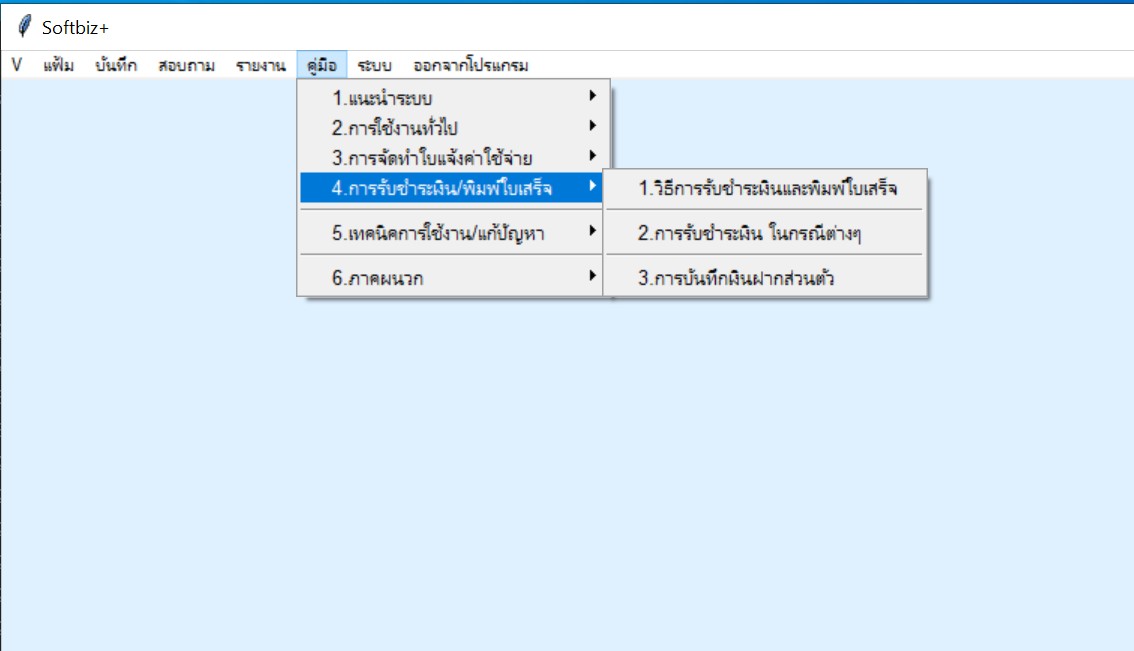 Softbiz+
V แฟ้ม บันทึก สอบถาม รายงาน คู่มือ ระบบ ออกจากโปรแกรม
1.แนะนำระบบ
2.การใช้งานทั่วไป
3.การจัดทำใบแจ้งค่าใช้จ่าย
4.การรับชำระเงิน/พิมพ์ใบเสร็จ
5.เทคนิคการใช้งาน/แก้ปัญหา
6.ภาคผนวก
1.วิธีการรับชำระเงินและพิมพ์ใบเสร็จ
2.การรับชำระเงิน ในกรณีต่างๆ
3.การบันทึกเงินฝากส่วนตัว